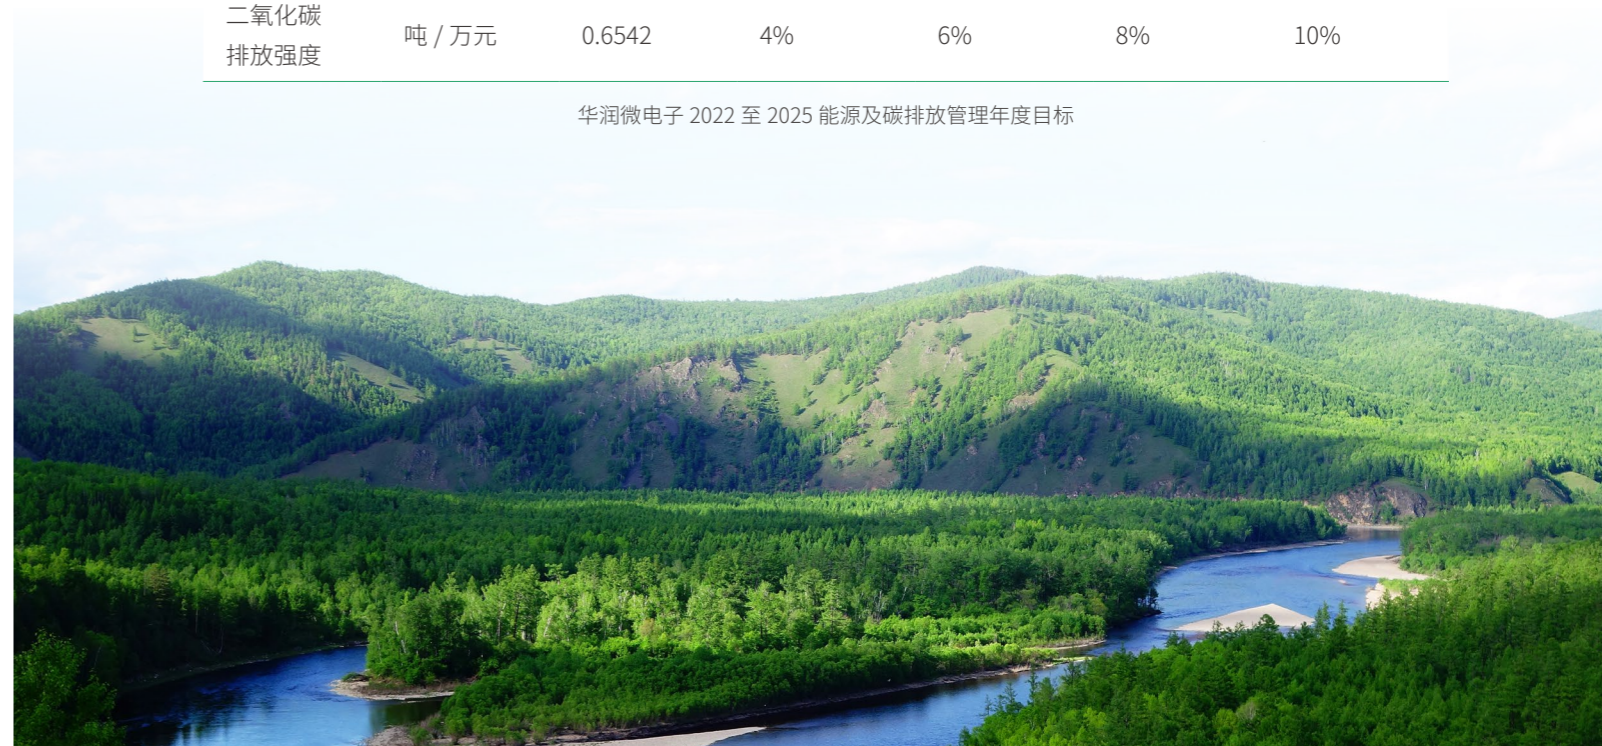 二氧化碳
排放强度
吨 / 万元 0.6542 4% 6% 8% 10%
华润微电子 2022 至 2025 能源及碳排放管理年度目标